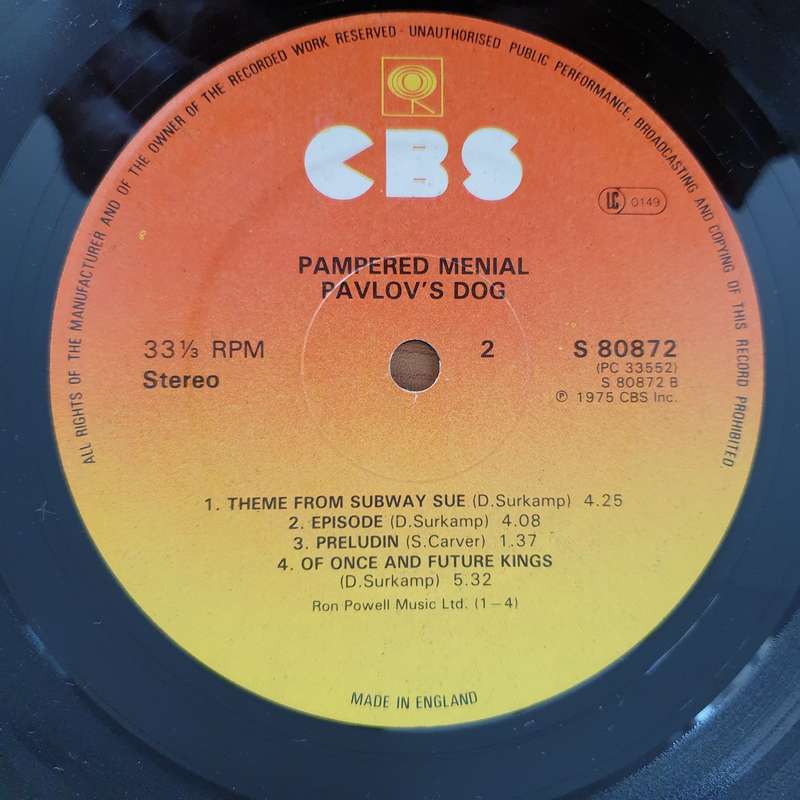 ALL RIGHTS OF THE MANUFACTURER AND OF THE OWNER OF THE RECORDED WORK RESERVED · UNAUTHORISED PUBLIC PERFORMANCE, BROADCASTING AND COPYING OF THIS RECORD PROHIBITED
CBS
LC 0149
PAMPERED MENIAL
PAVLOV'S DOG
33⅓ RPM 2 S 80872
(PC 33552)
Stereo S 80872 B
℗ 1975 CBS Inc.
1. THEME FROM SUBWAY SUE (D.Surkamp) 4.25
2. EPISODE (D.Surkamp) 4.08
3. PRELUDIN (S.Carver) 1.37
4. OF ONCE AND FUTURE KINGS
(D.Surkamp) 5.32
Ron Powell Music Ltd. (1—4)
MADE IN ENGLAND